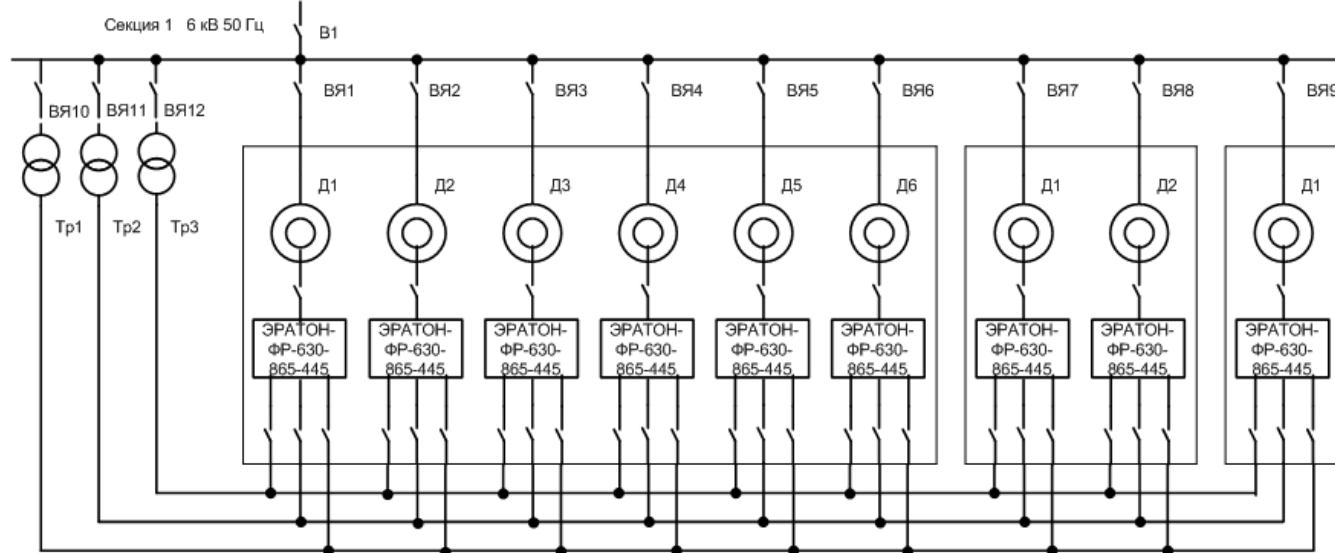 Секция 1 6 кВ 50 Гц
В1
ВЯ10
ВЯ11
ВЯ12
ВЯ1
ВЯ2
ВЯ3
ВЯ4
ВЯ5
ВЯ6
ВЯ7
ВЯ8
ВЯ9
Тр1
Тр2
Тр3
Д1
Д2
Д3
Д4
Д5
Д6
Д1
Д2
Д1
ЭРАТОН-
ФР-630-
865-445
ЭРАТОН-
ФР-630-
865-445
ЭРАТОН-
ФР-630-
865-445
ЭРАТОН-
ФР-630-
865-445
ЭРАТОН-
ФР-630-
865-445
ЭРАТОН-
ФР-630-
865-445
ЭРАТОН-
ФР-630-
865-445
ЭРАТОН-
ФР-630-
865-445
ЭРАТОН-
ФР-630-
865-445